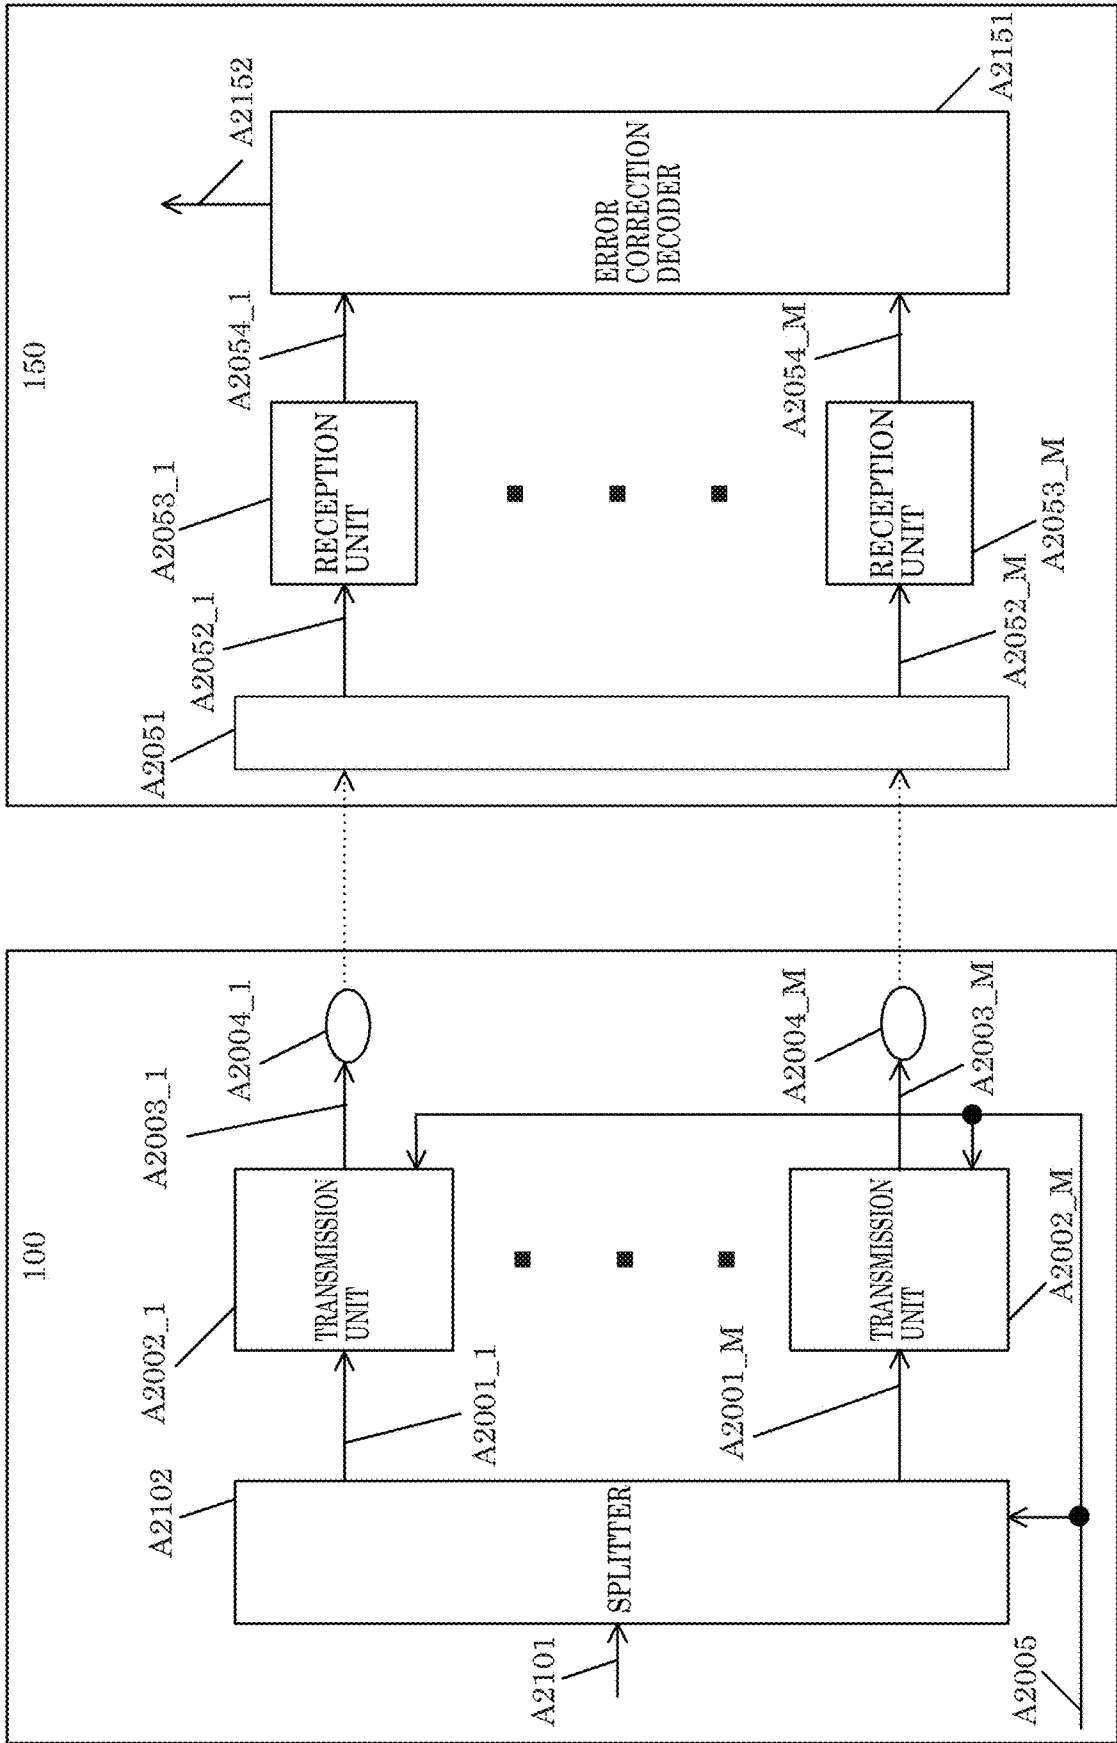 100
A2101
A2005
SPLITTER
A2102
A2001_1
A2001_M
TRANSMISSION
UNIT
A2002_1
TRANSMISSION
UNIT
A2002_M
A2003_1
A2003_M
A2004_1
A2004_M
150
A2051
A2052_1
A2052_M
RECEPTION
UNIT
A2053_1
RECEPTION
UNIT
A2053_M
A2054_1
A2054_M
ERROR
CORRECTION
DECODER
A2152
A2151